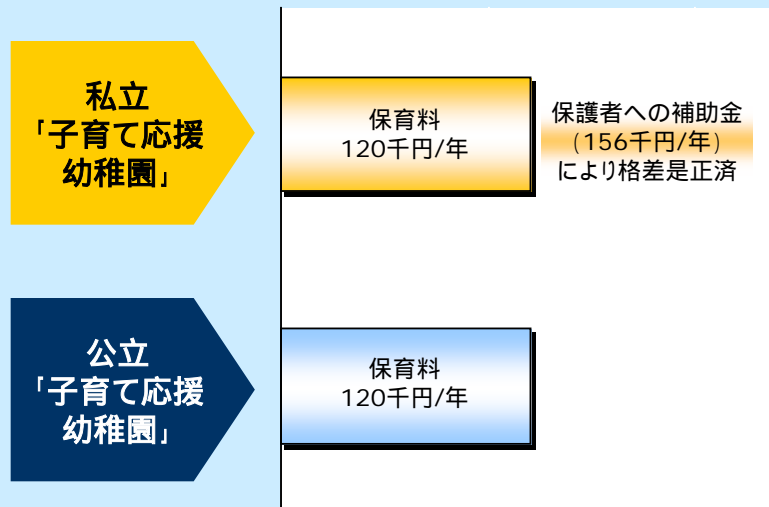 私立
「子育て応援
幼稚園」
保育料
120千円/年
保護者への補助金
(156千円/年)
により格差是正済
公立
「子育て応援
幼稚園」
保育料
120千円/年